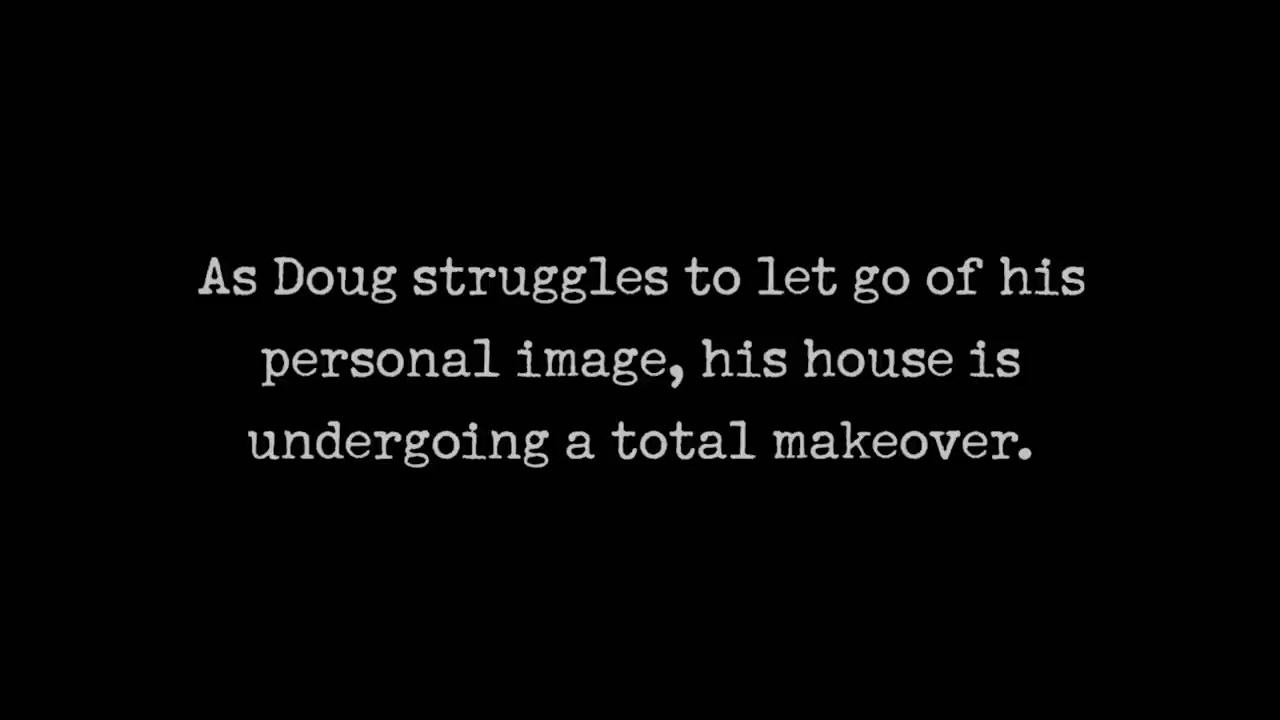 As Doug struggles to let go of his
personal image, his house is
undergoing a total makeover.